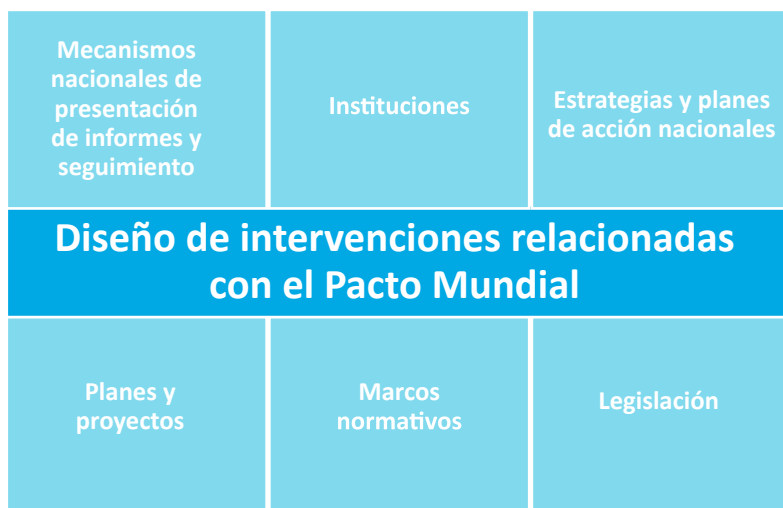 Mecanismos
nacionales de
presentación
de informes y
seguimiento
Instituciones
Estrategias y planes
de acción nacionales
Diseño de intervenciones relacionadas
con el Pacto Mundial
Planes y
proyectos
Marcos
normativos
Legislación